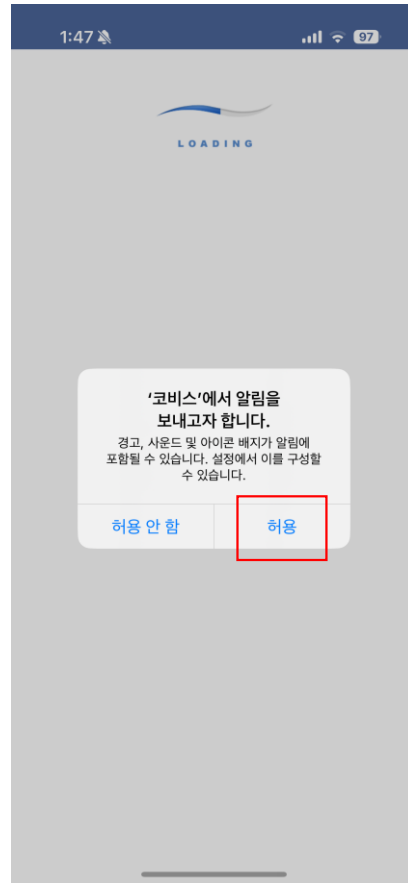 1:47
97
LOADING
‘코비스’에서 알림을
보내고자 합니다.
경고, 사운드 및 아이콘 배지가 알림에
포함될 수 있습니다. 설정에서 이를 구성할
수 있습니다.
허용 안 함
허용